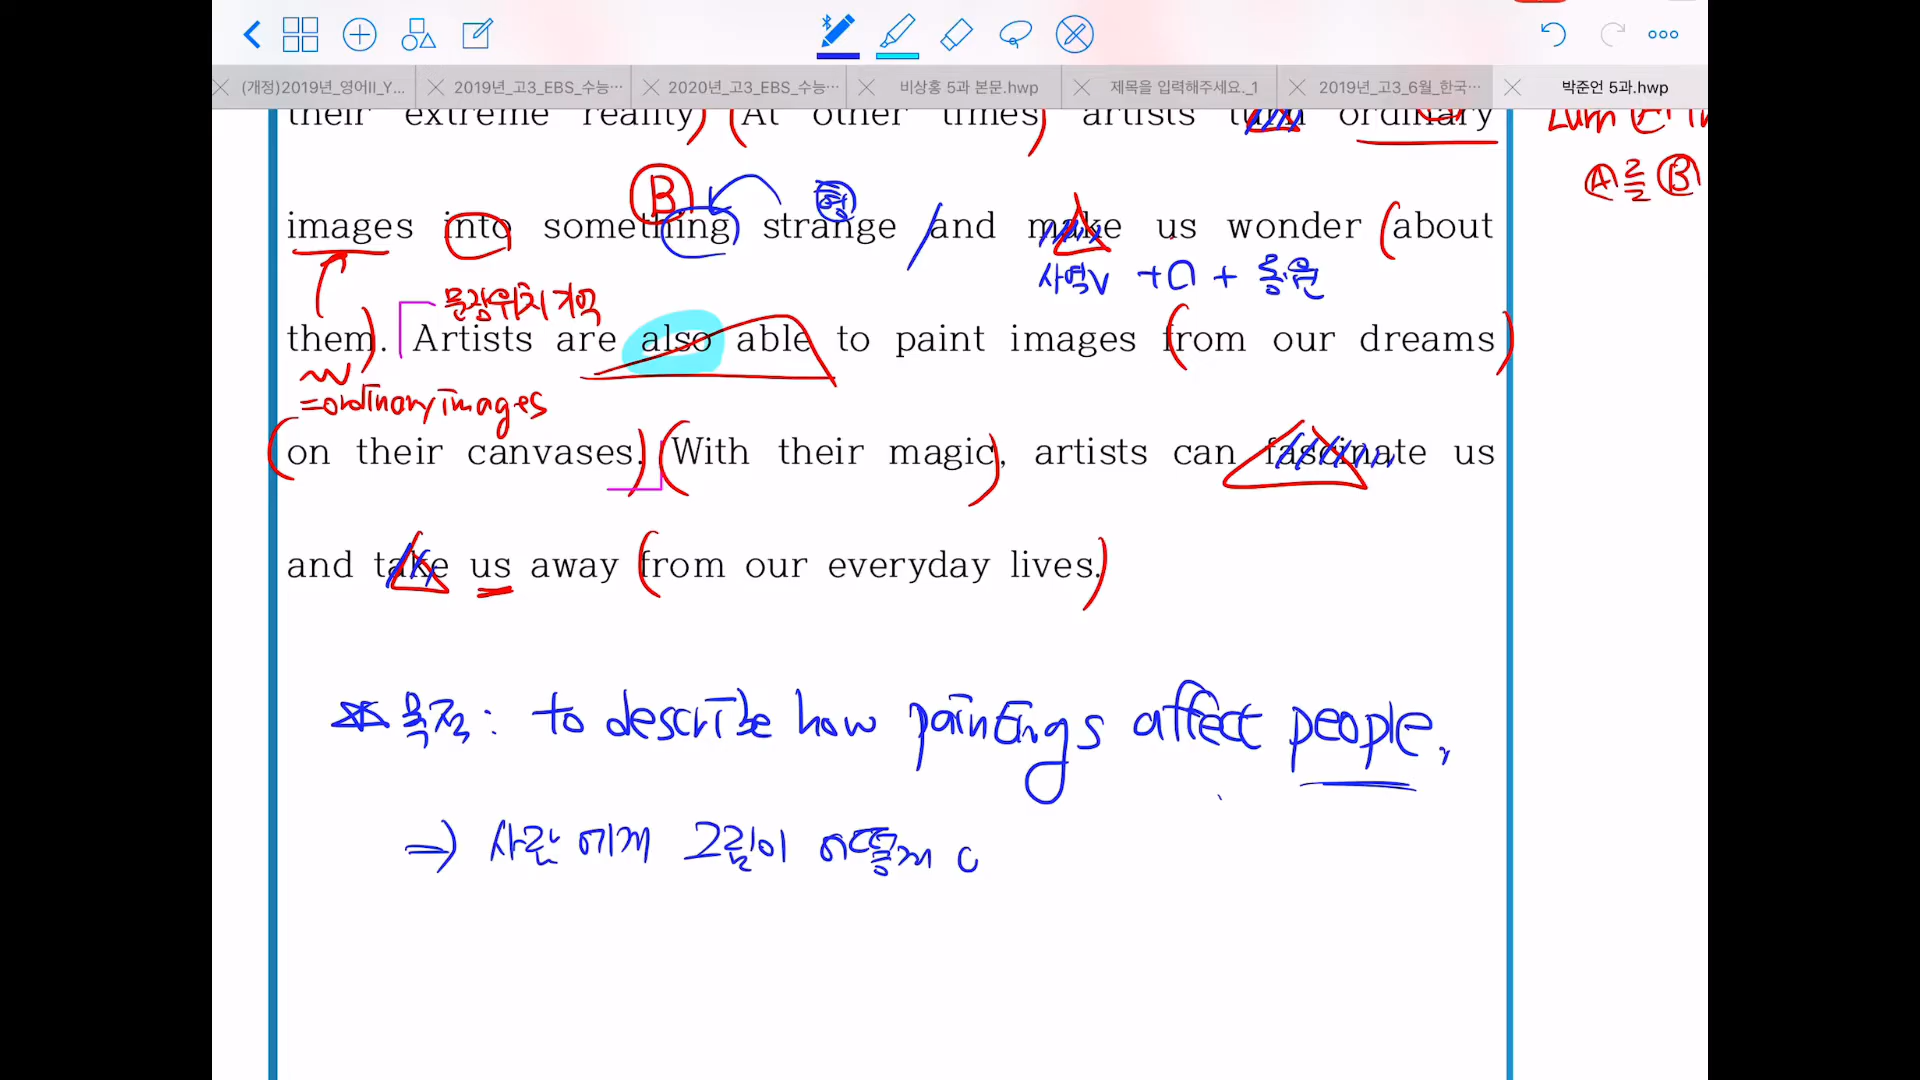 (개정)2019년_영어II_Y...
2019년_고3_EBS_수능...
2020년_고3_EBS_수능...
비상홍 5과 본문.hwp
제목을 입력해주세요._1
2019년_고3_6월_한국...
박준언 5과.hwp
their extreme reality) (At other times) artists turn ordinary
turn
A를 B
B
형
images into something strange / and make us wonder (about
사역V + O + 동.원
문장위치 기억
them). Artists are also able to paint images (from our dreams)
=ordinary images
(on their canvases.) (With their magic), artists can fascinate us
and take us away (from our everyday lives.)
목적 : to describe how paintings affect people,
⇒ 사람에게 그림이 어떻게